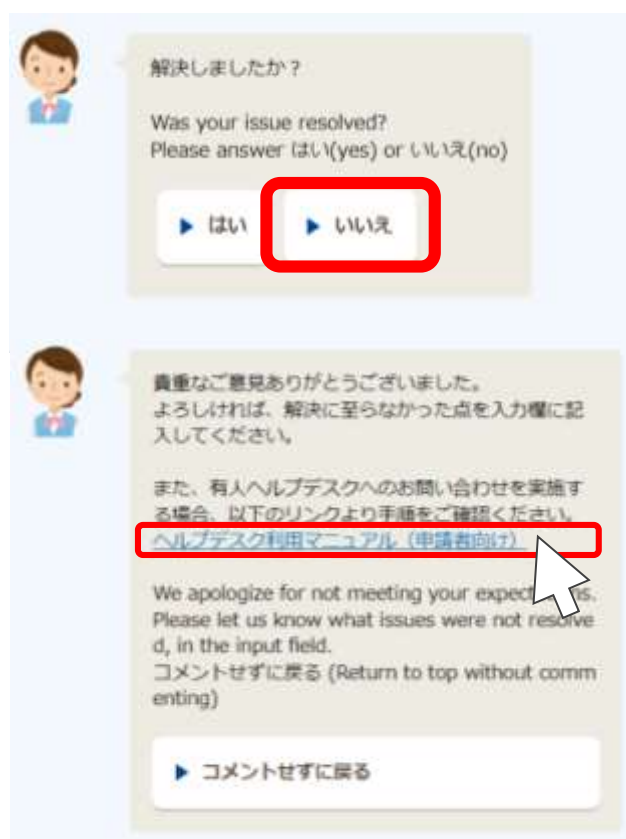 解決しましたか？
Was your issue resolved?
Please answer はい(yes) or いいえ(no)
はい
いいえ
貴重なご意見ありがとうございました。
よろしければ、解決に至らなかった点を入力欄に記
入してください。
また、有人ヘルプデスクへのお問い合わせを実施す
る場合、以下のリンクより手順をご確認ください。
ヘルプデスク利用マニュアル（申請者向け）
We apologize for not meeting your expect ns.
Please let us know what issues were not resolve
d, in the input field.
コメントせずに戻る (Return to top without comm
enting)
コメントせずに戻る